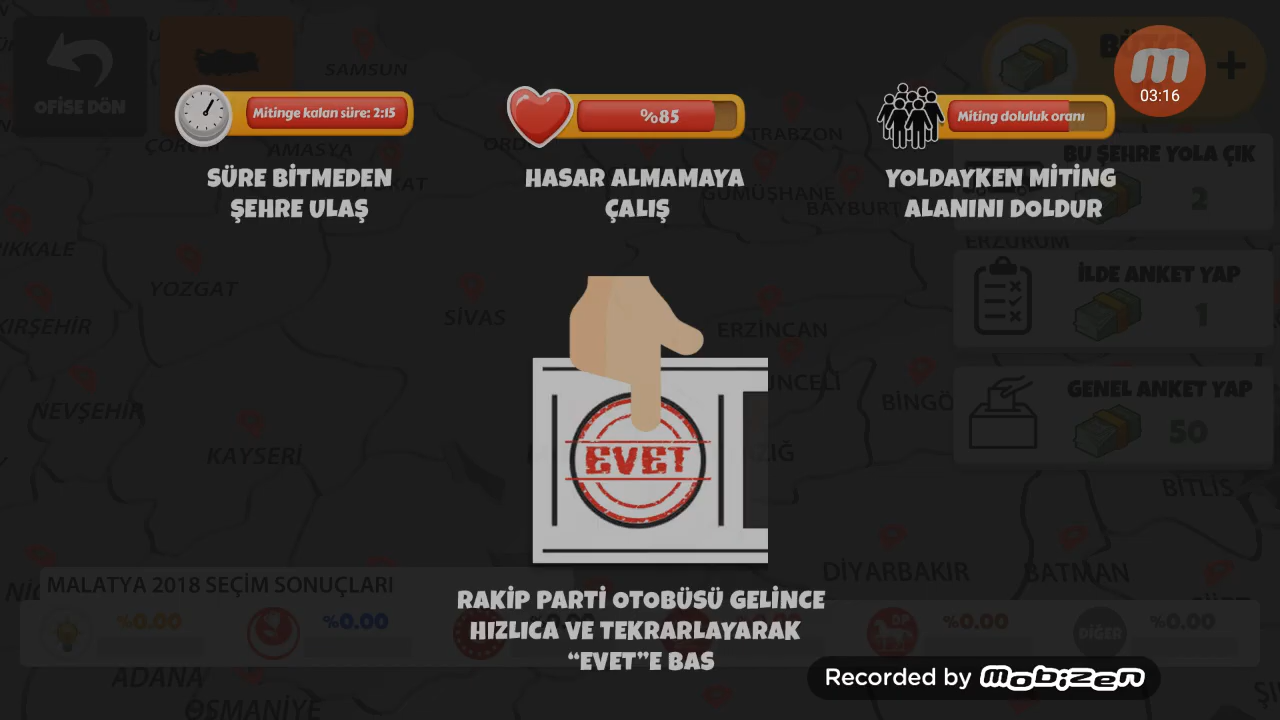 OFİSE DÖN
SAMSUN
03:16
Mitinge kalan süre: 2:15
%85
Miting doluluk oranı
TRABZON
AMASYA
SÜRE BİTMEDEN
ŞEHRE ULAŞ
HASAR ALMAMAYA
ÇALIŞ
YOLDAYKEN MİTİNG
ALANINI DOLDUR
BU ŞEHRE YOLA ÇIK
2
GÜMÜŞHANE
BAYBURT
ERZURUM
İLDE ANKET YAP
1
YOZGAT
SİVAS
ERZİNCAN
KIRŞEHİR
GENEL ANKET YAP
50
NEVŞEHİR
BİNGÖ
KAYSERİ
EVET
BİTLİS
DİYARBAKIR
BATMAN
MALATYA 2018 SEÇİM SONUÇLARI
%0.00
%0.00
%0.00
DİĞER
%0.00
RAKİP PARTİ OTOBÜSÜ GELİNCE
HIZLICA VE TEKRARLAYARAK
“EVET”E BAS
ADANA
OSMANİYE
Recorded by mobizen